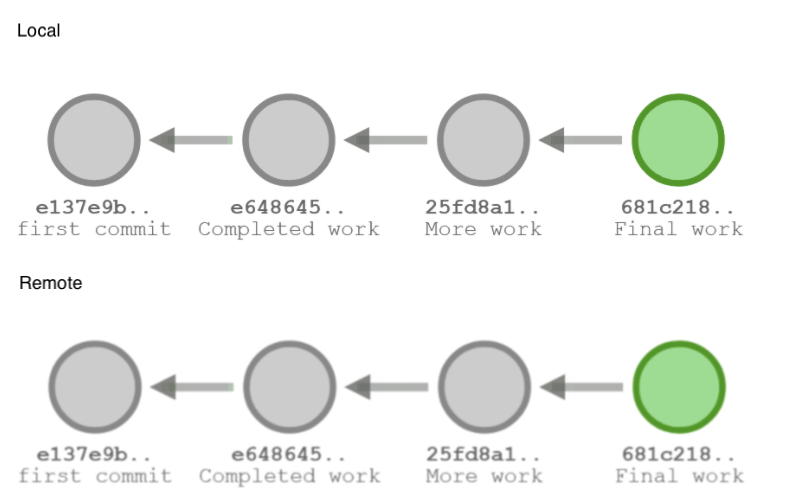 Local
e137e9b.. e648645.. 25fd8a1.. 681c218..
first commit Completed work More work Final work
Remote
e137e9b.. e648645.. 25fd8a1.. 681c218..
first commit Completed work More work Final work